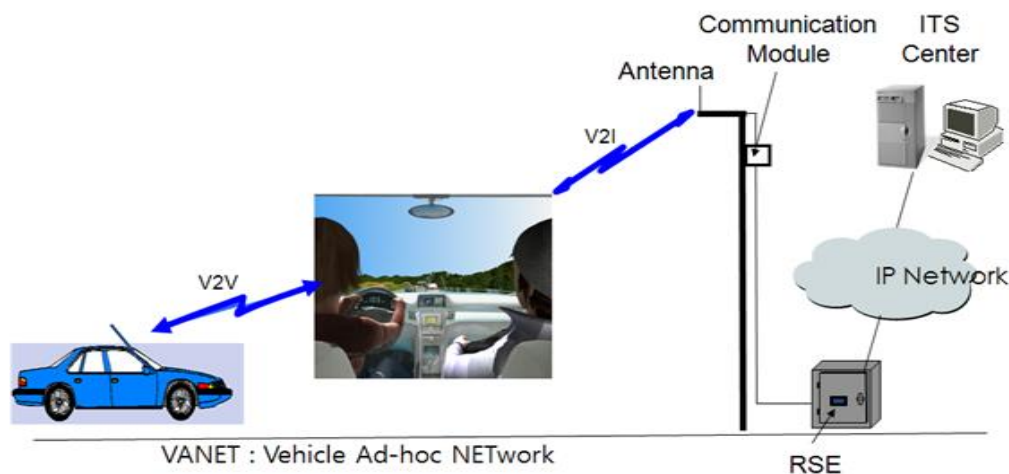 Communication
Module
ITS
Center
Antenna
V2I
V2V
IP Network
VANET : Vehicle Ad-hoc NETwork
RSE